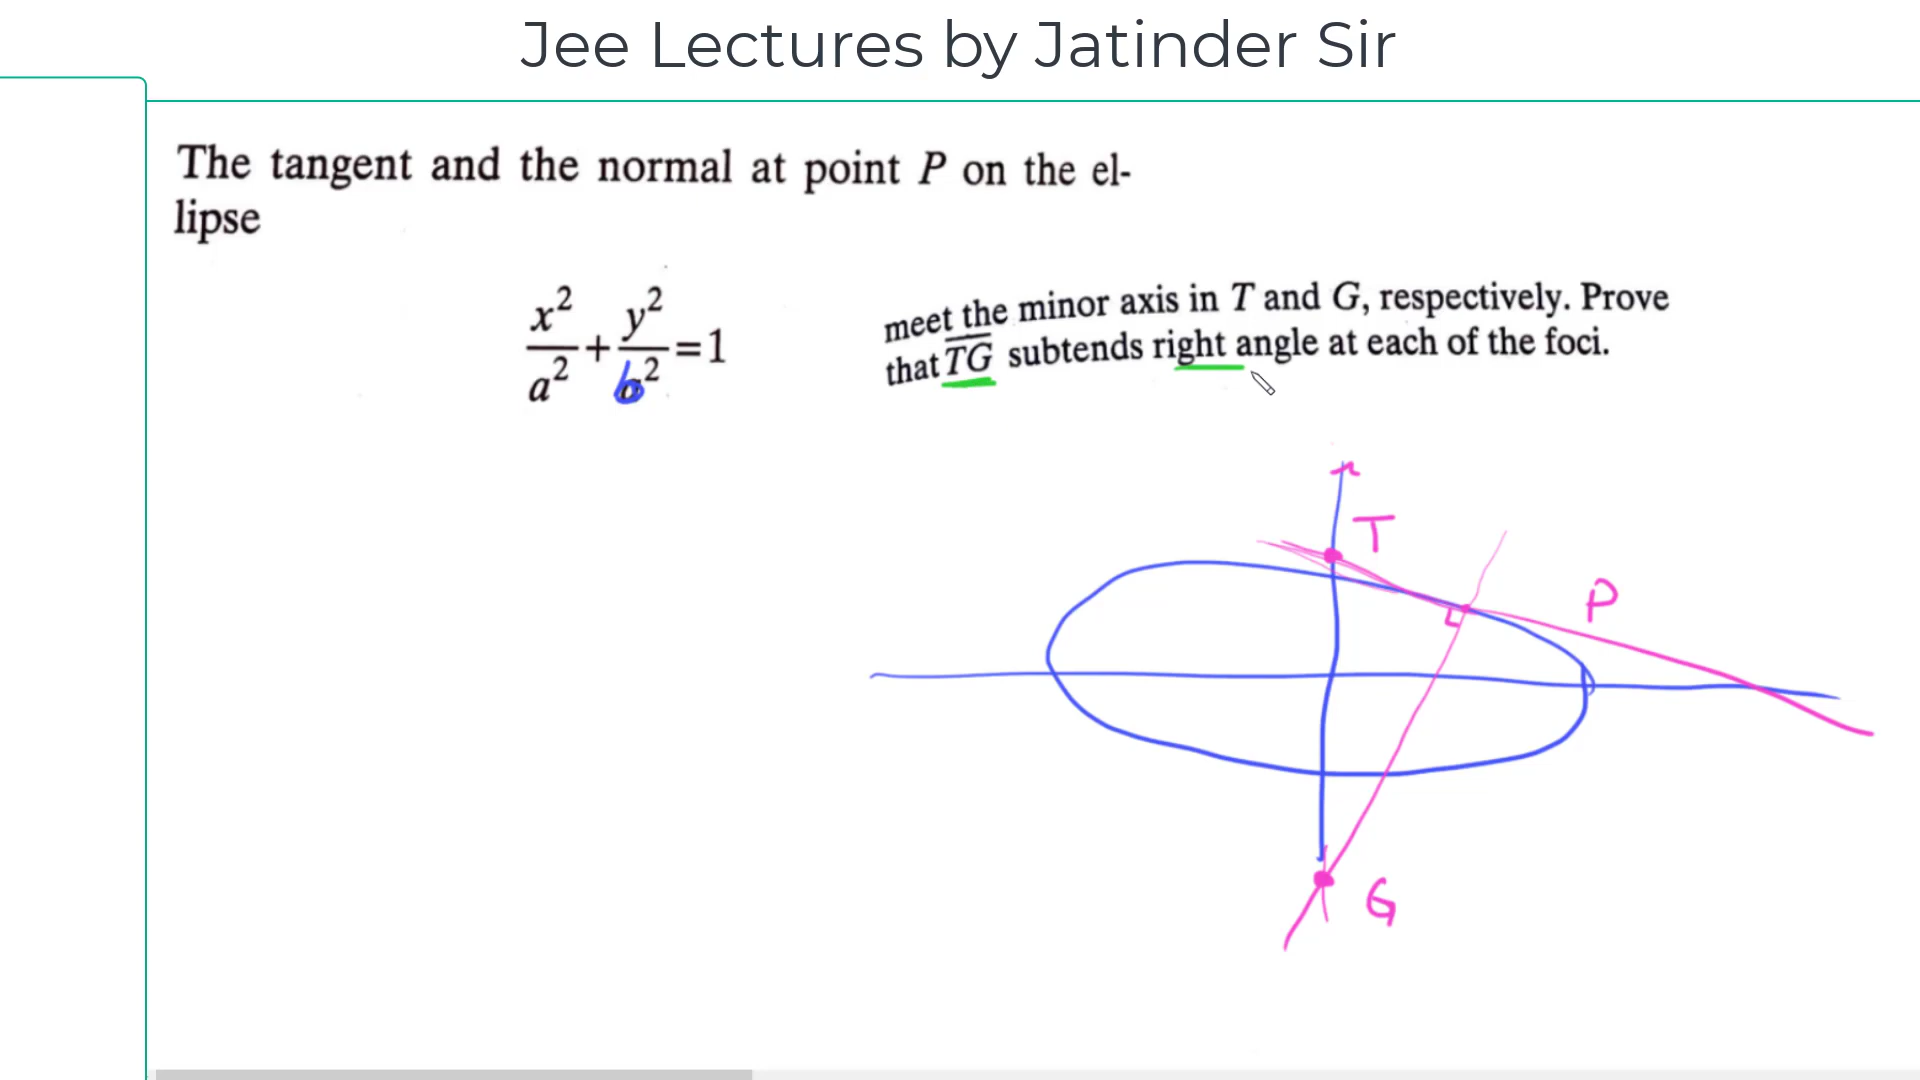 Jee Lectures by Jatinder Sir
The tangent and the normal at point P on the el-
lipse
x²/a² + y²/b² = 1
meet the minor axis in T and G, respectively. Prove
that TG subtends right angle at each of the foci.
T
P
G